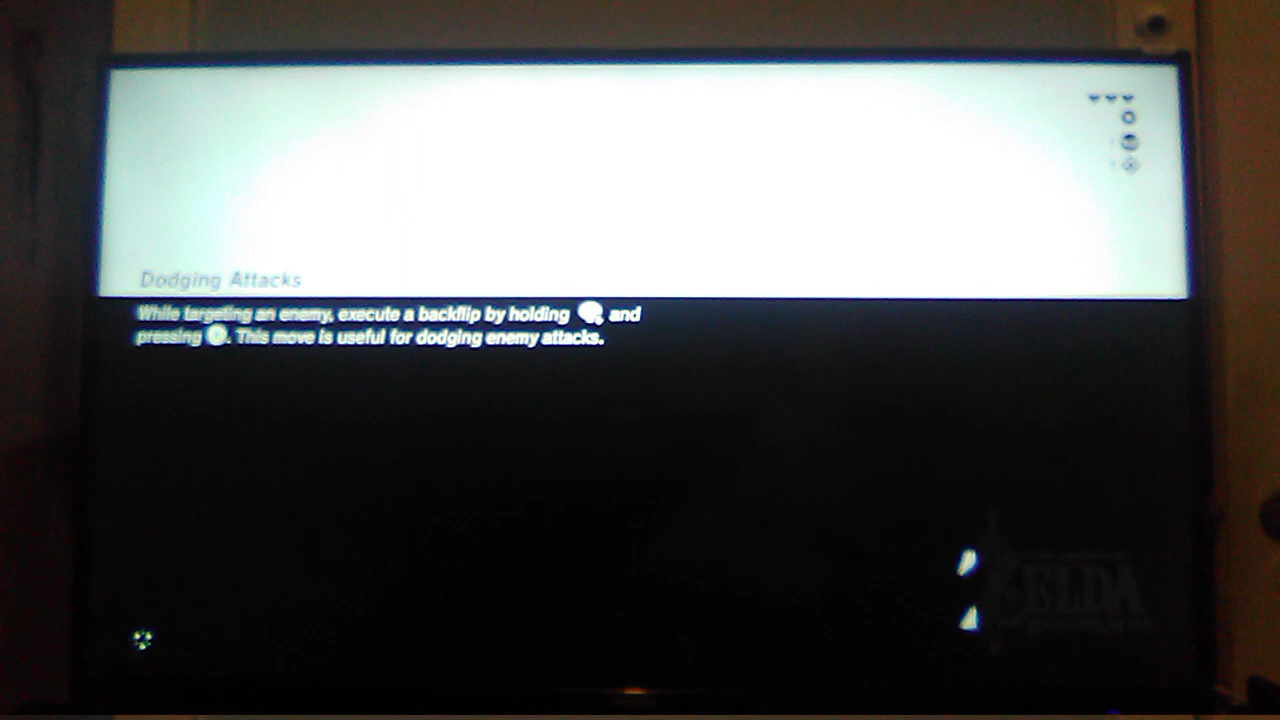 Dodging Attacks
While targeting an enemy, execute a backflip by holding and
pressing . This move is useful for dodging enemy attacks.
ZELDA